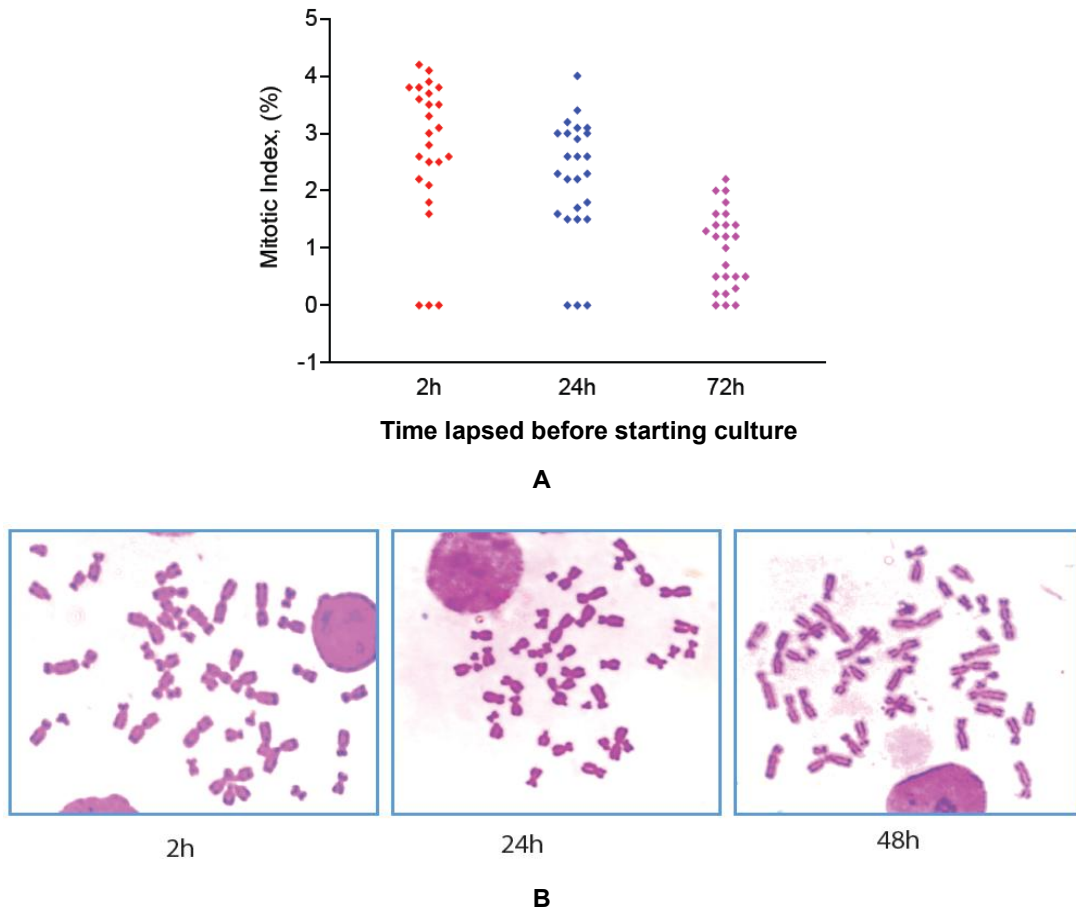 5
4
3
2
1
0
-1
Mitotic Index, (%)
2h 24h 72h
Time lapsed before starting culture
A
2h 24h 48h
B